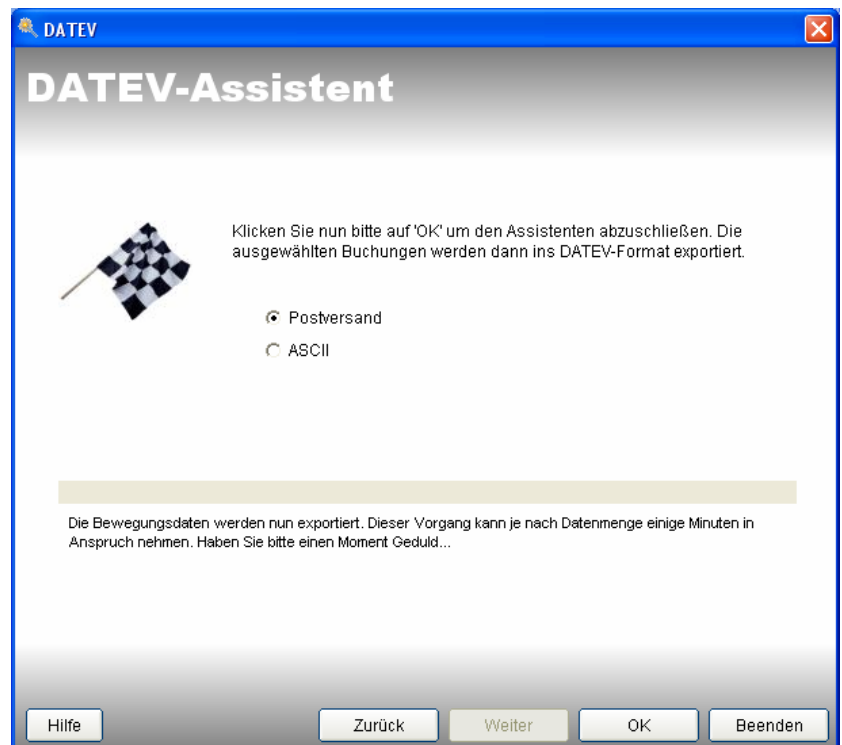 DATEV
DATEV-Assistent
Klicken Sie nun bitte auf 'OK' um den Assistenten abzuschließen. Die
ausgewählten Buchungen werden dann ins DATEV-Format exportiert.
Postversand
ASCII
Die Bewegungsdaten werden nun exportiert. Dieser Vorgang kann je nach Datenmenge einige Minuten in
Anspruch nehmen. Haben Sie bitte einen Moment Geduld...
Hilfe
Zurück
Weiter
OK
Beenden